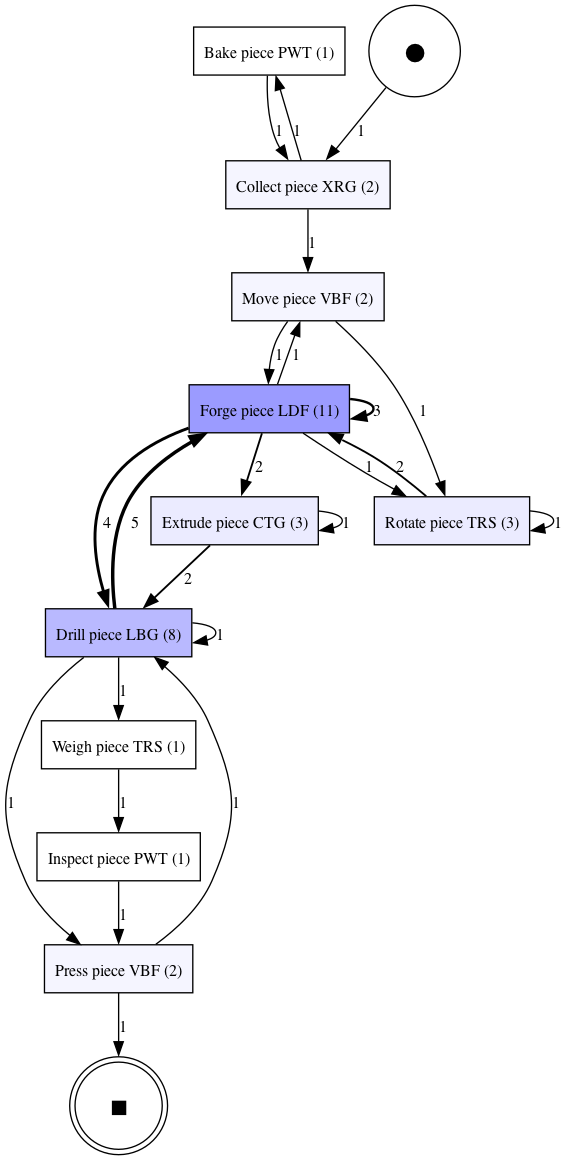 Bake piece PWT (1)
1
1
1
Collect piece XRG (2)
1
Move piece VBF (2)
1
1
1
Forge piece LDF (11)
3
2
1
2
Extrude piece CTG (3)
1
Rotate piece TRS (3)
1
4
5
2
Drill piece LBG (8)
1
1
Weigh piece TRS (1)
1
1
1
Inspect piece PWT (1)
1
Press piece VBF (2)
1